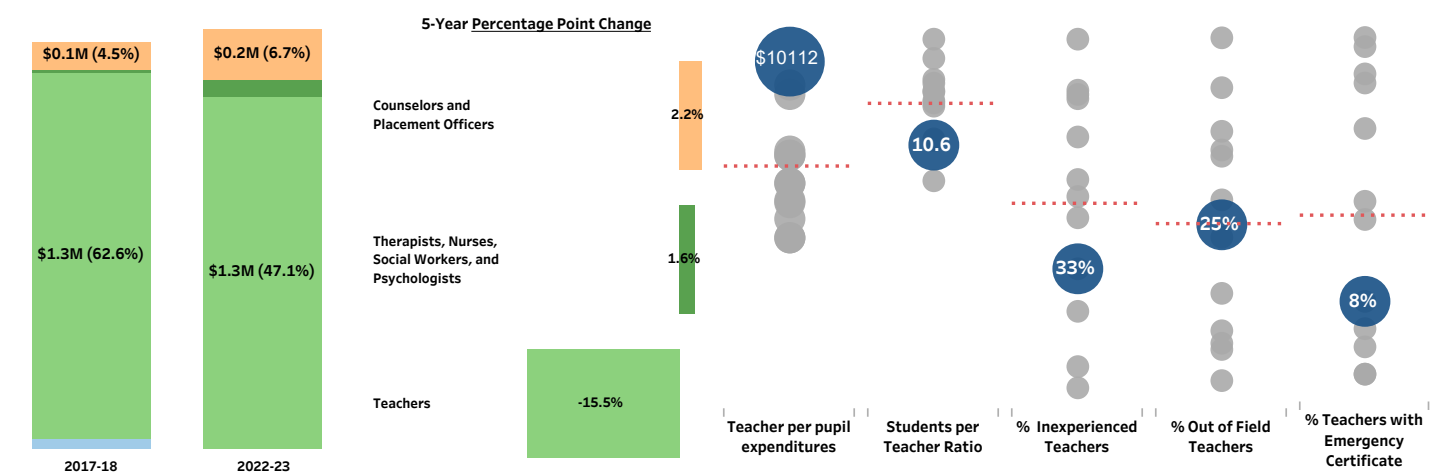 $0.1M (4.5%)
$1.3M (62.6%)
2017-18
$0.2M (6.7%)
$1.3M (47.1%)
2022-23
5-Year Percentage Point Change
Counselors and
Placement Officers
2.2%
Therapists, Nurses,
Social Workers, and
Psychologists
1.6%
Teachers
-15.5%
$10112
Teacher per pupil
expenditures
10.6
Students per
Teacher Ratio
33%
% Inexperienced
Teachers
25%
% Out of Field
Teachers
8%
% Teachers with
Emergency
Certificate